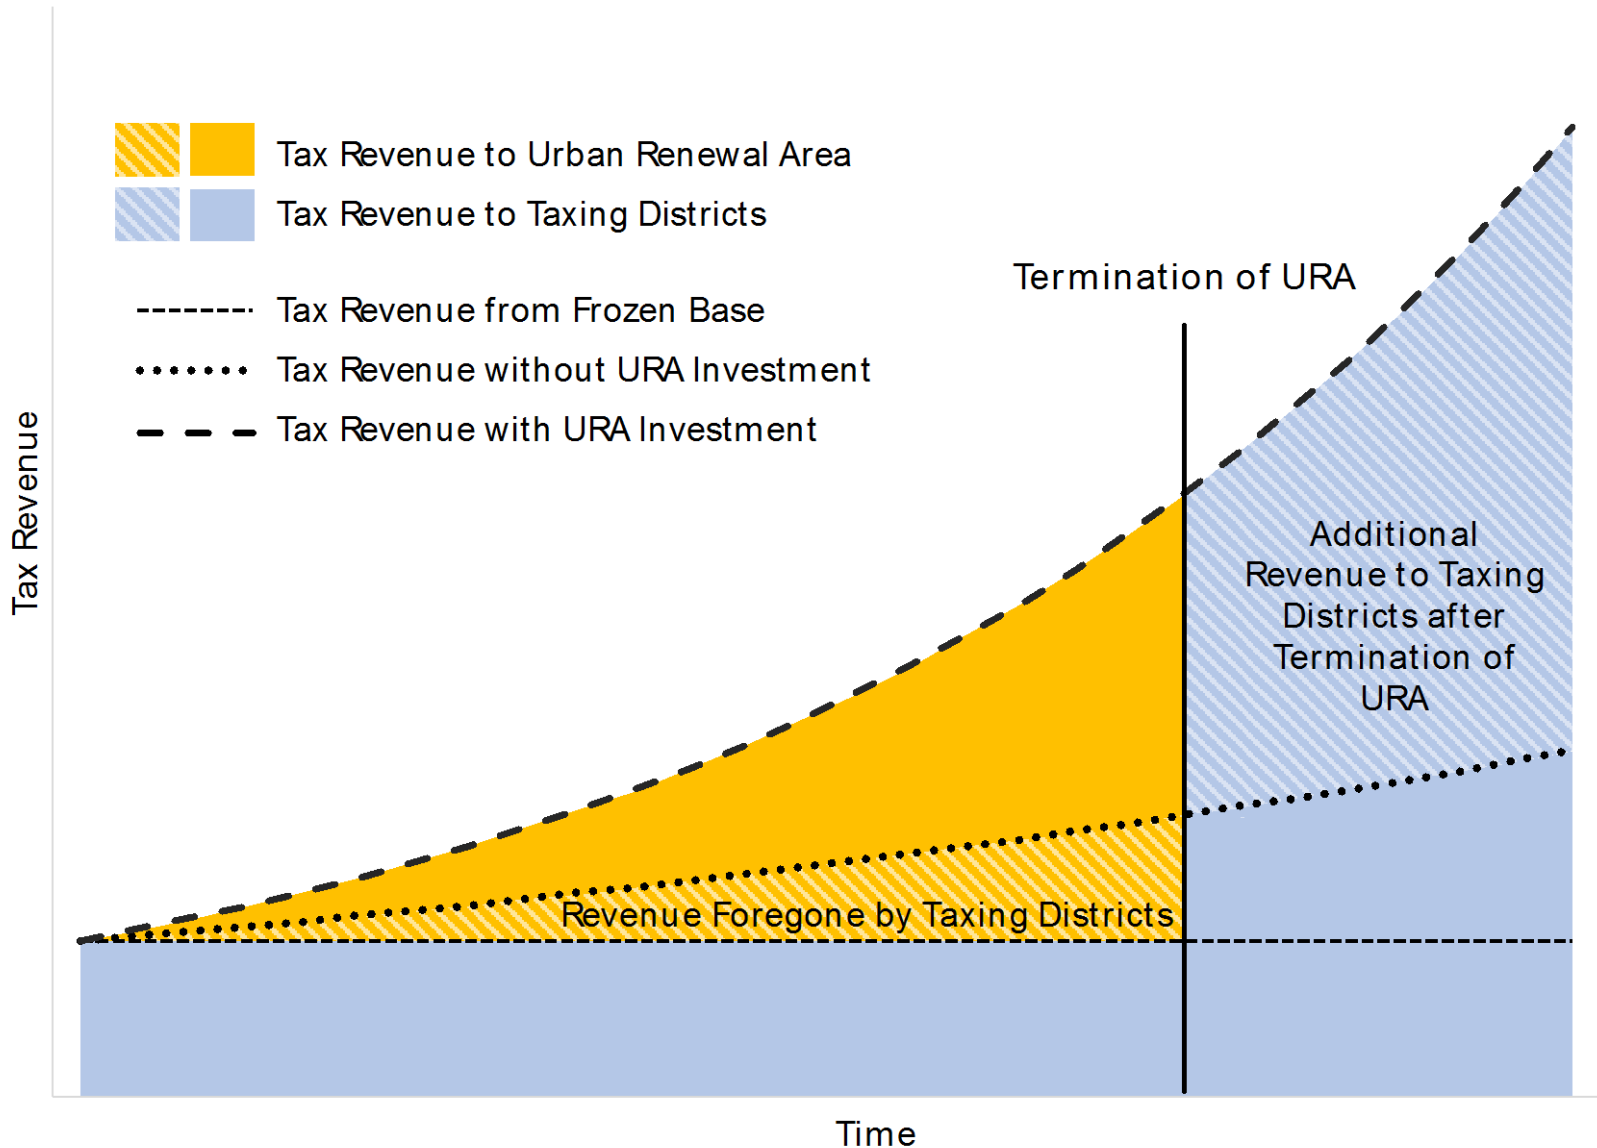 Tax Revenue to Urban Renewal Area
Tax Revenue to Taxing Districts
Tax Revenue from Frozen Base
Tax Revenue without URA Investment
Tax Revenue with URA Investment
Termination of URA
Tax Revenue
Additional
Revenue to Taxing
Districts after
Termination of
URA
Revenue Foregone by Taxing Districts
Time